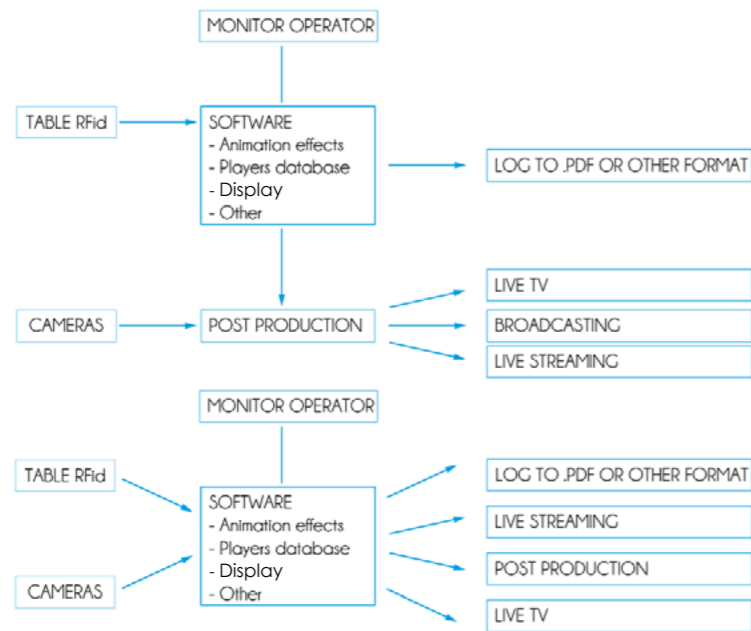 MONITOR OPERATOR
TABLE RFid
SOFTWARE
- Animation effects
- Players database
- Display
- Other
LOG TO .PDF OR OTHER FORMAT
CAMERAS
POST PRODUCTION
LIVE TV
BROADCASTING
LIVE STREAMING
MONITOR OPERATOR
TABLE RFid
CAMERAS
SOFTWARE
- Animation effects
- Players database
- Display
- Other
LOG TO .PDF OR OTHER FORMAT
LIVE STREAMING
POST PRODUCTION
LIVE TV